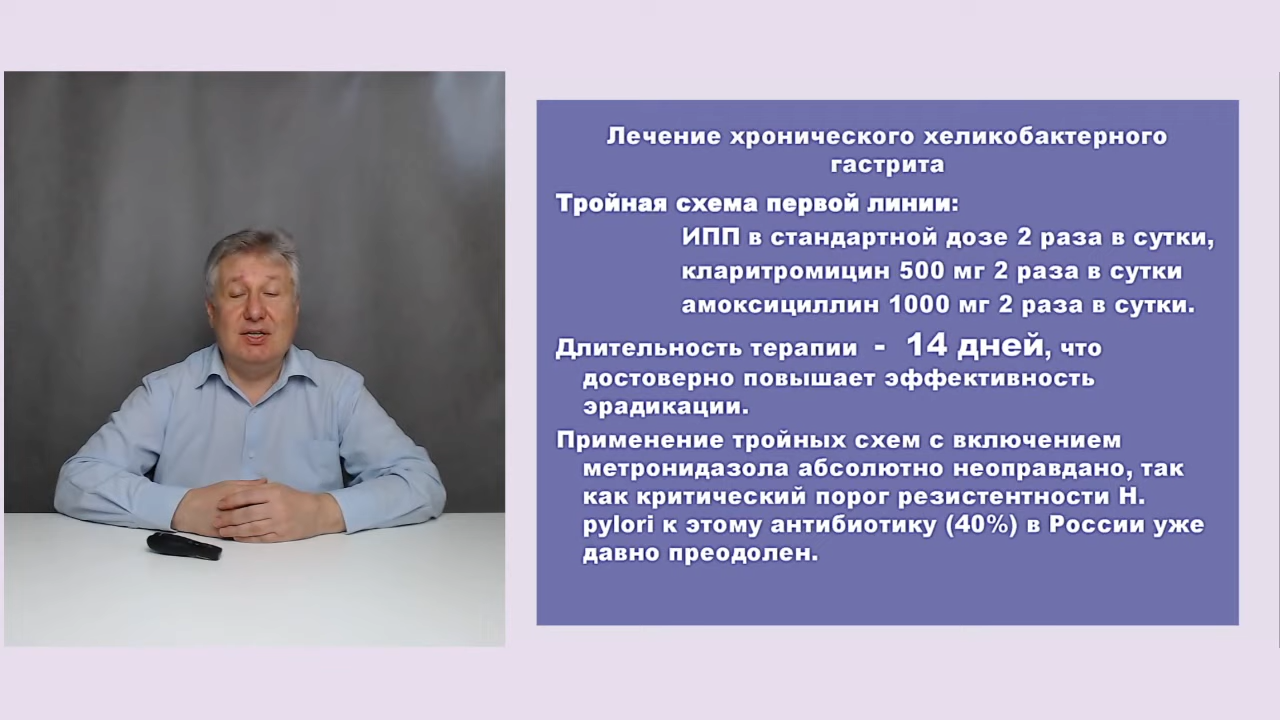 Лечение хронического хеликобактерного
гастрита
Тройная схема первой линии:
ИПП в стандартной дозе 2 раза в сутки,
кларитромицин 500 мг 2 раза в сутки
амоксициллин 1000 мг 2 раза в сутки.
Длительность терапии - 14 дней, что
достоверно повышает эффективность
эрадикации.
Применение тройных схем с включением
метронидазола абсолютно неоправдано, так
как критический порог резистентности H.
pylori к этому антибиотику (40%) в России уже
давно преодолен.